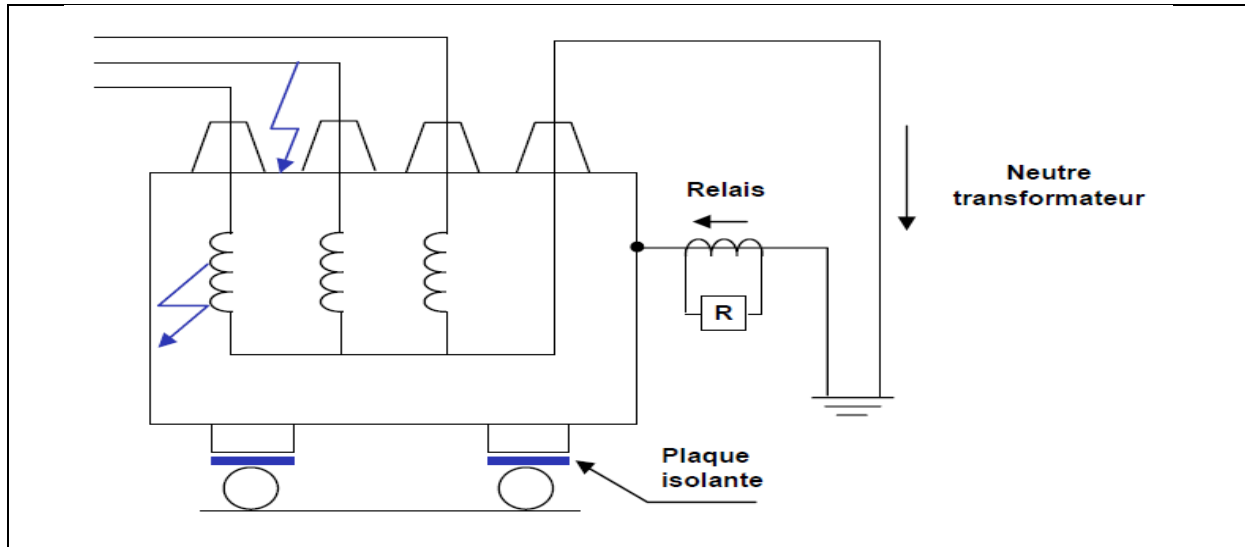 Relais
Neutre
transformateur
R
Plaque
isolante